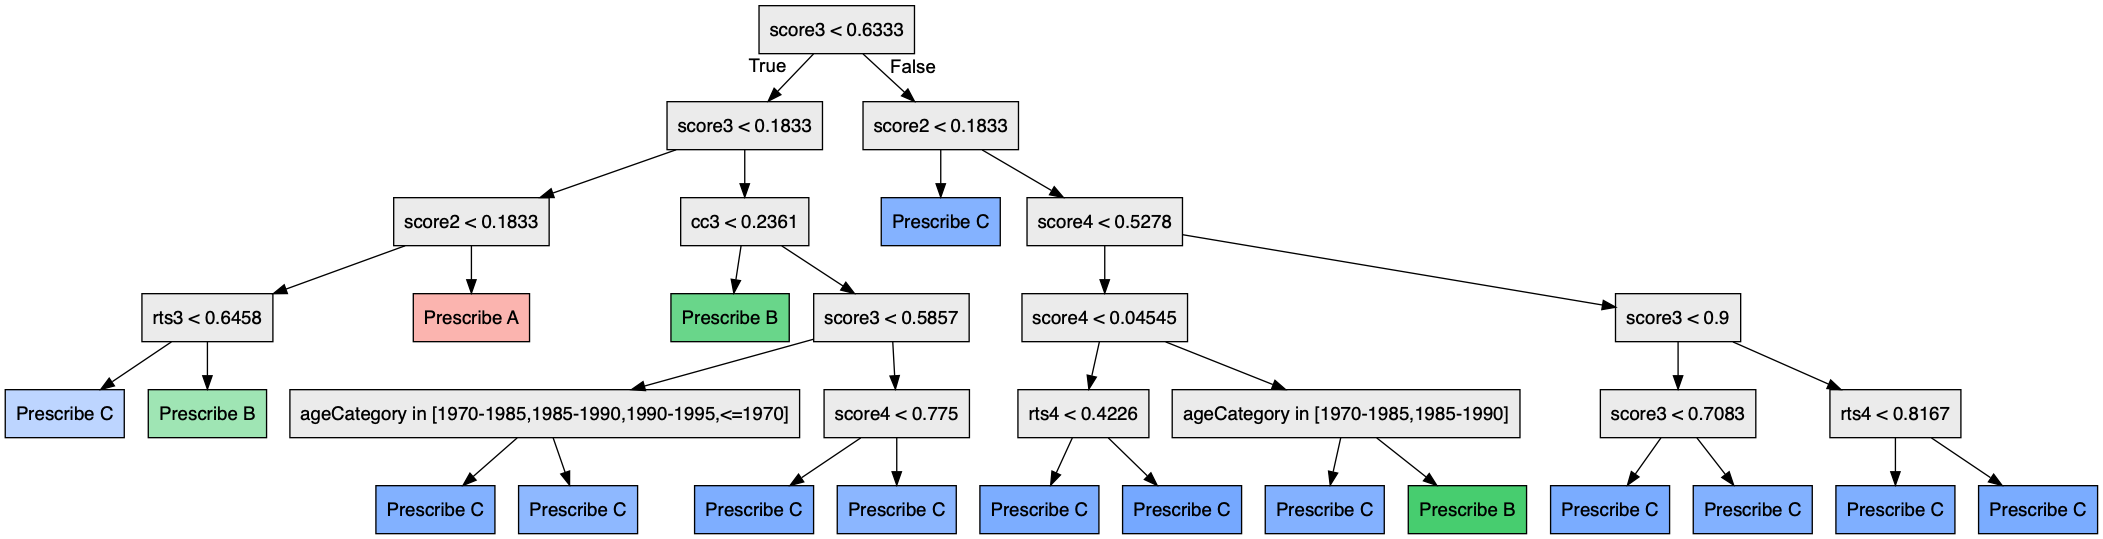 score3 < 0.6333
True
False
score3 < 0.1833
score2 < 0.1833
score2 < 0.1833
cc3 < 0.2361
Prescribe C
score4 < 0.5278
rts3 < 0.6458
Prescribe A
Prescribe B
score3 < 0.5857
score4 < 0.04545
score3 < 0.9
Prescribe C
Prescribe B
ageCategory in [1970-1985,1985-1990,1990-1995,<=1970]
score4 < 0.775
rts4 < 0.4226
ageCategory in [1970-1985,1985-1990]
score3 < 0.7083
rts4 < 0.8167
Prescribe C
Prescribe C
Prescribe C
Prescribe C
Prescribe C
Prescribe C
Prescribe C
Prescribe B
Prescribe C
Prescribe C
Prescribe C
Prescribe C